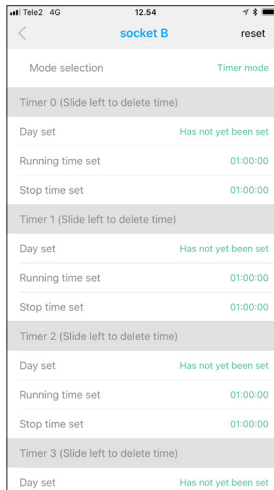 Tele2 4G 12.54
socket B reset
Mode selection Timer mode
Timer 0 (Slide left to delete time)
Day set Has not yet been set
Running time set 01:00:00
Stop time set 01:00:00
Timer 1 (Slide left to delete time)
Day set Has not yet been set
Running time set 01:00:00
Stop time set 01:00:00
Timer 2 (Slide left to delete time)
Day set Has not yet been set
Running time set 01:00:00
Stop time set 01:00:00
Timer 3 (Slide left to delete time)
Day set Has not yet been set